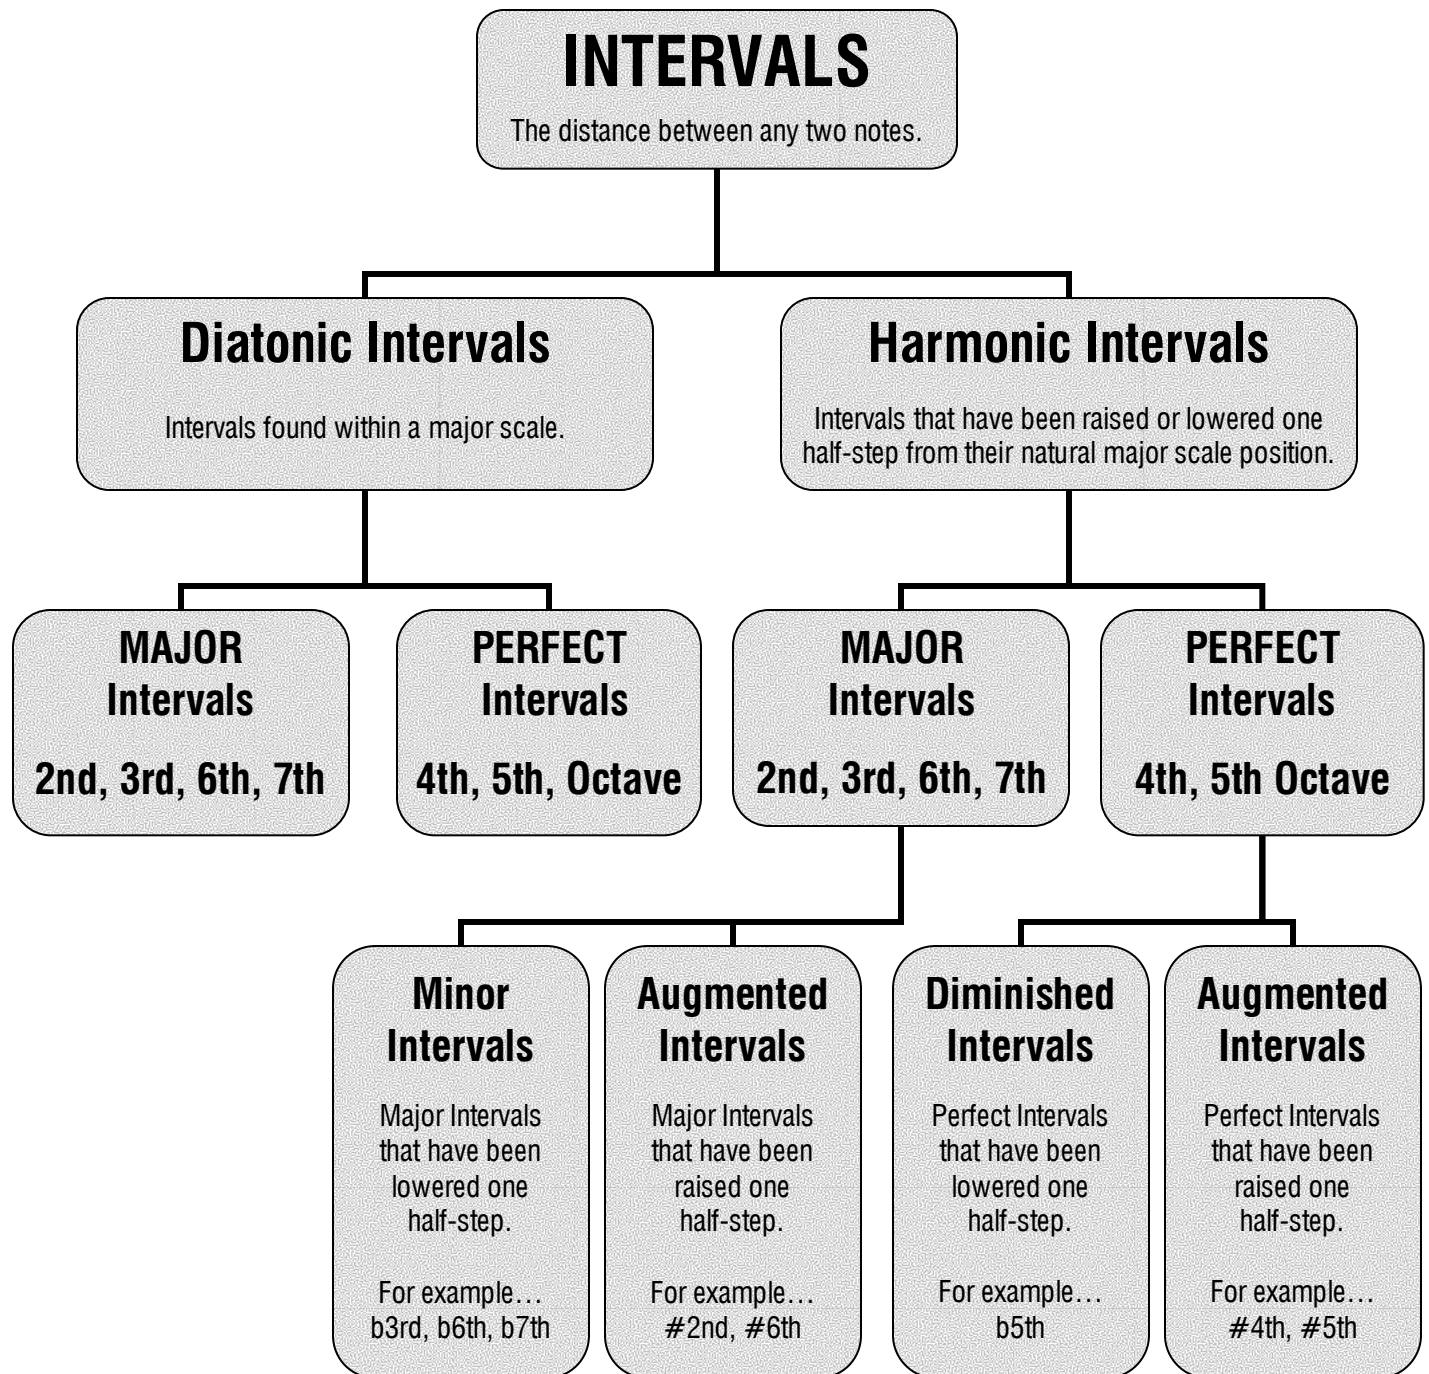 INTERVALS
The distance between any two notes.
Diatonic Intervals
Intervals found within a major scale.
Harmonic Intervals
Intervals that have been raised or lowered one
half-step from their natural major scale position.
MAJOR
Intervals
2nd, 3rd, 6th, 7th
PERFECT
Intervals
4th, 5th, Octave
MAJOR
Intervals
2nd, 3rd, 6th, 7th
PERFECT
Intervals
4th, 5th Octave
Minor
Intervals
Major Intervals
that have been
lowered one
half-step.
For example…
b3rd, b6th, b7th
Augmented
Intervals
Major Intervals
that have been
raised one
half-step.
For example…
#2nd, #6th
Diminished
Intervals
Perfect Intervals
that have been
lowered one
half-step.
For example…
b5th
Augmented
Intervals
Perfect Intervals
that have been
raised one
half-step.
For example…
#4th, #5th